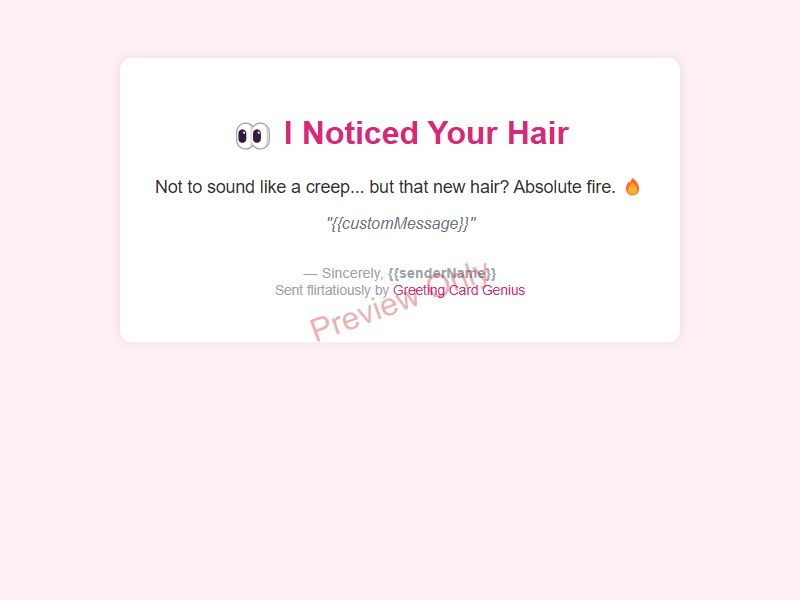 👀 I Noticed Your Hair
Not to sound like a creep... but that new hair? Absolute fire. 🔥
"{{customMessage}}"
— Sincerely, {{senderName}}
Sent flirtatiously by Greeting Card Genius
Preview Only